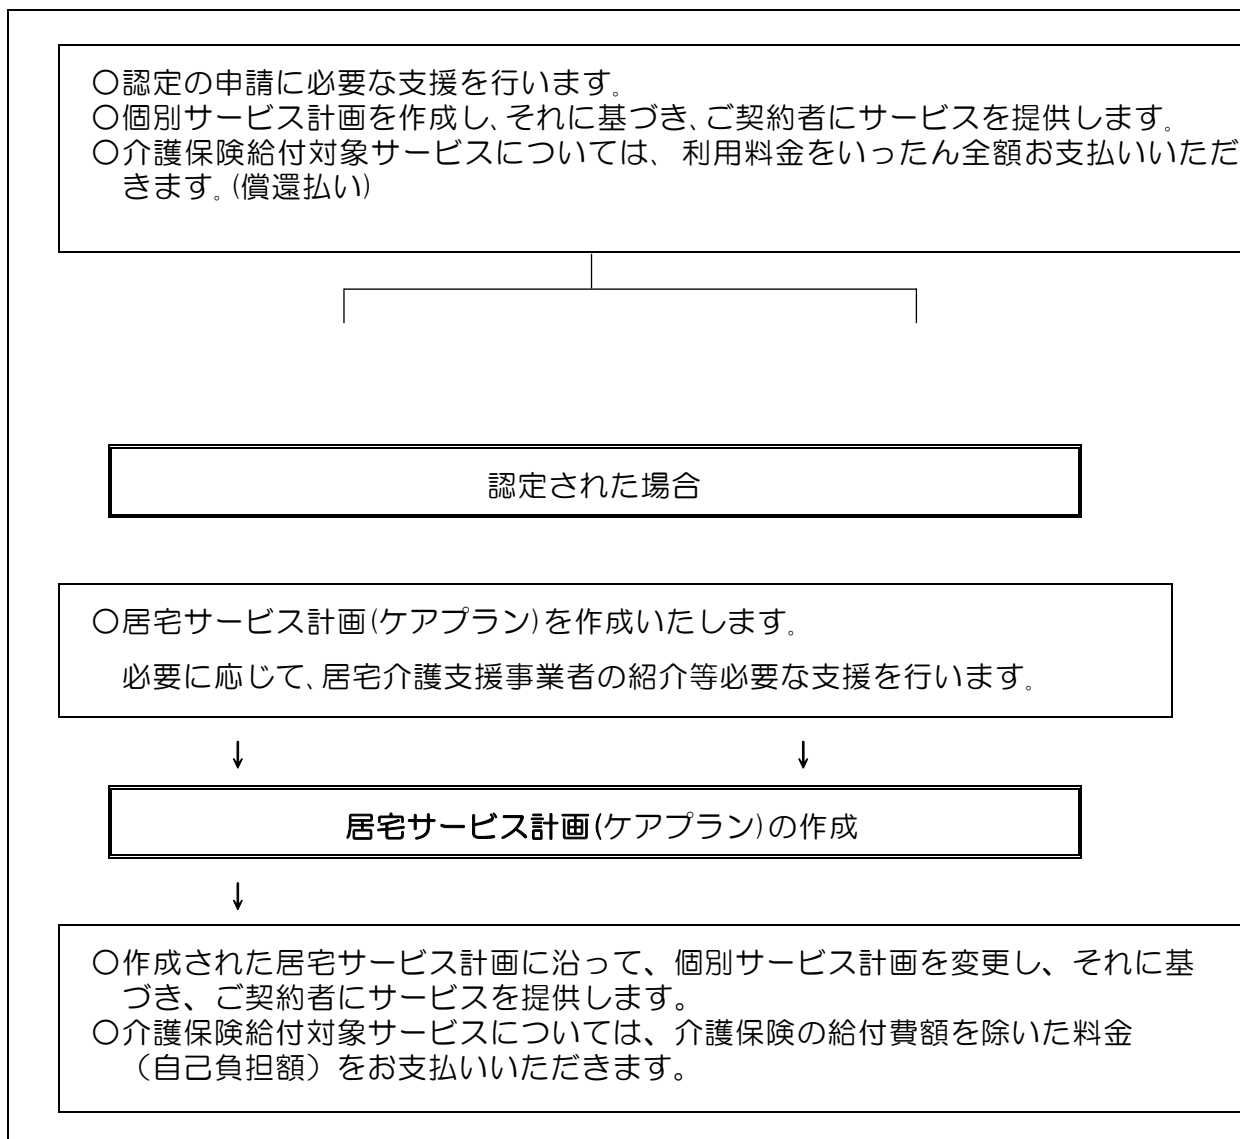 〇認定の申請に必要な支援を行います。
〇個別サービス計画を作成し、それに基づき、ご契約者にサービスを提供します。
〇介護保険給付対象サービスについては、利用料金をいったん全額お支払いいただ
きます。(償還払い)
認定された場合
〇居宅サービス計画(ケアプラン)を作成いたします。
必要に応じて、居宅介護支援事業者の紹介等必要な支援を行います。
↓ ↓
居宅サービス計画(ケアプラン)の作成
↓
〇作成された居宅サービス計画に沿って、個別サービス計画を変更し、それに基
づき、ご契約者にサービスを提供します。
〇介護保険給付対象サービスについては、介護保険の給付費額を除いた料金
(自己負担額)をお支払いいただきます。